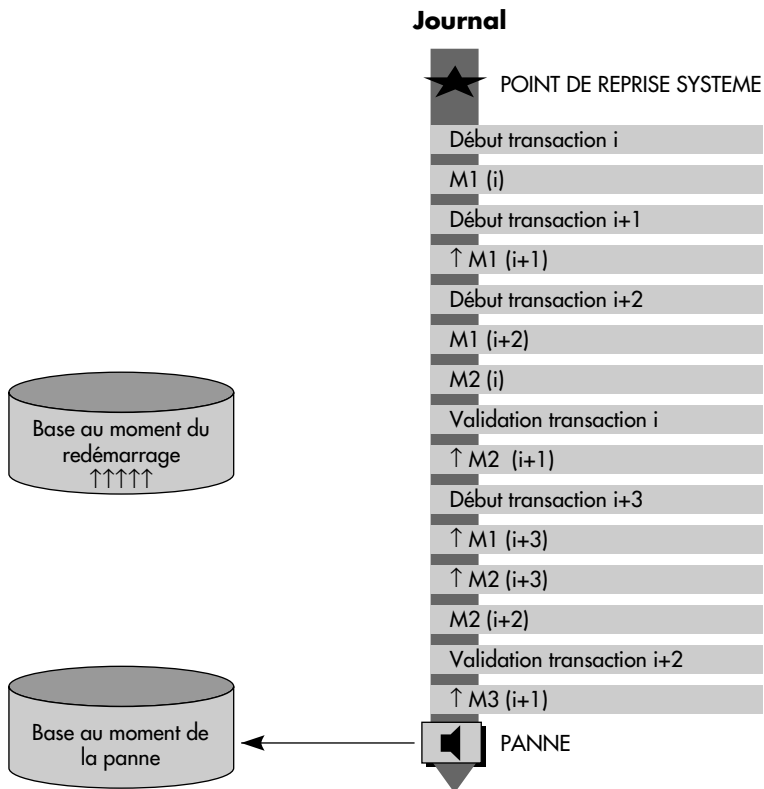 Journal
POINT DE REPRISE SYSTEME
Début transaction i
M1 (i)
Début transaction i+1
↑ M1 (i+1)
Début transaction i+2
M1 (i+2)
M2 (i)
Validation transaction i
↑ M2 (i+1)
Début transaction i+3
↑ M1 (i+3)
↑ M2 (i+3)
M2 (i+2)
Validation transaction i+2
↑ M3 (i+1)
PANNE
Base au moment du
redémarrage
↑↑↑↑↑
Base au moment de
la panne